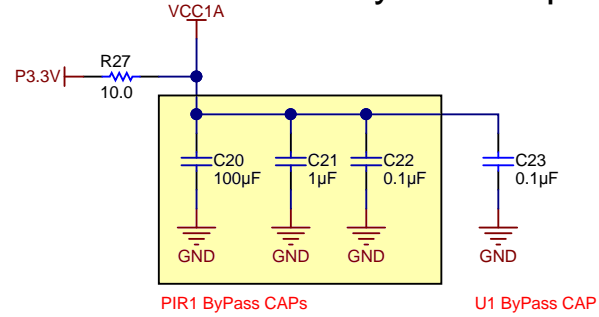 VCC1A
R27
P3.3V
10.0
C20
100µF
C21
1µF
C22
0.1µF
C23
0.1µF
GND
GND
GND
GND
PIR1 ByPass CAPs
U1 ByPass CAP